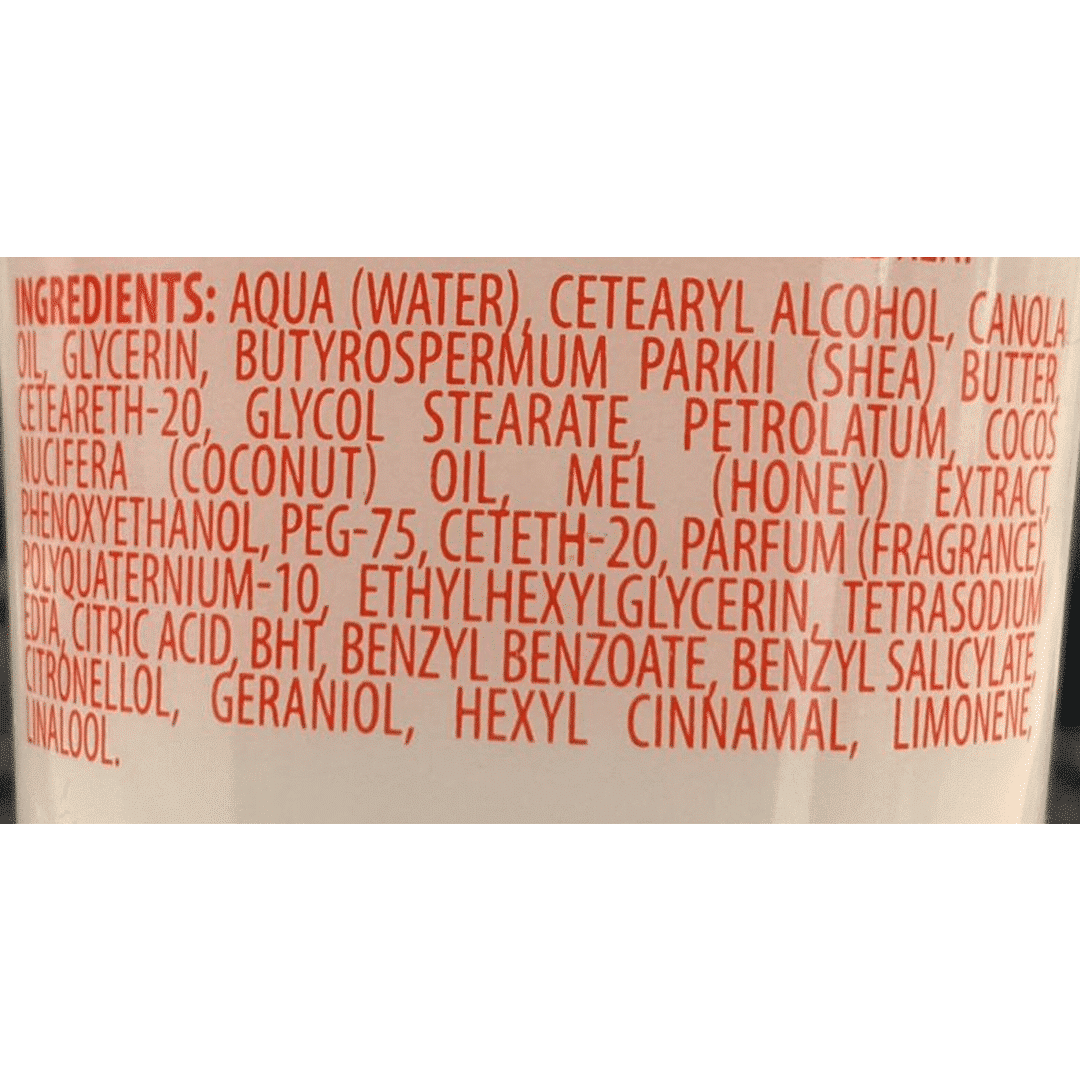 INGREDIENTS: AQUA (WATER), CETEARYL ALCOHOL, CANOLA
OIL, GLYCERIN, BUTYROSPERMUM PARKII (SHEA) BUTTER,
CETEARETH-20, GLYCOL STEARATE, PETROLATUM, COCOS
NUCIFERA (COCONUT) OIL, MEL (HONEY) EXTRACT,
PHENOXYETHANOL, PEG-75, CETETH-20, PARFUM (FRAGRANCE),
POLYQUATERNIUM-10, ETHYLHEXYLGLYCERIN, TETRASODIUM
EDTA, CITRIC ACID, BHT, BENZYL BENZOATE, BENZYL SALICYLATE,
CITRONELLOL, GERANIOL, HEXYL CINNAMAL, LIMONENE,
LINALOOL.